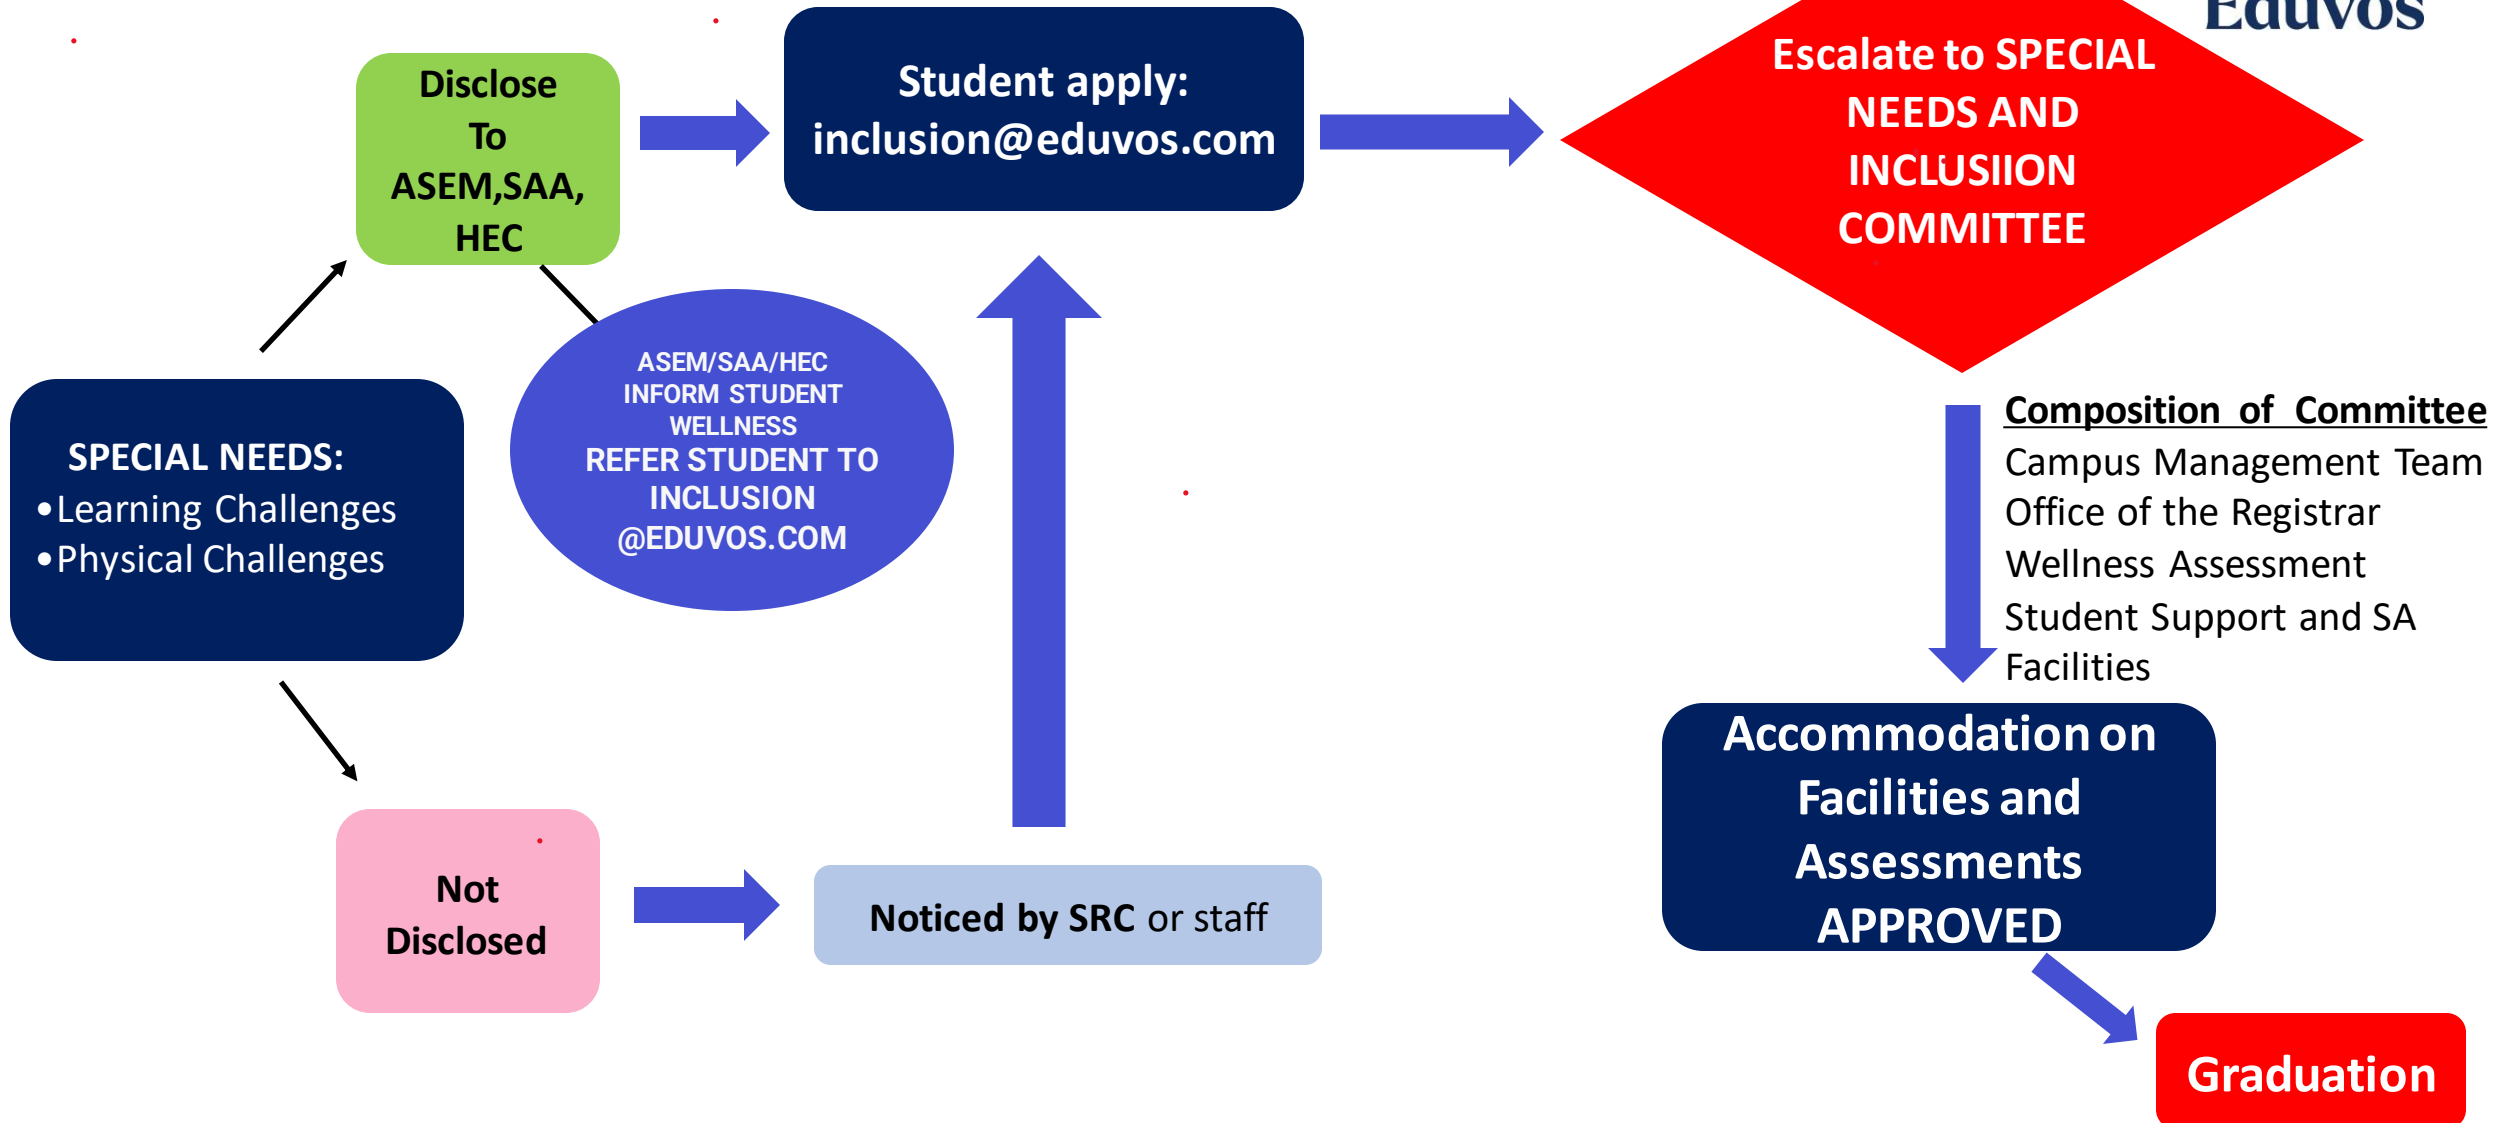 Eduvos
Disclose
To
ASEM,SAA,
HEC
Student apply:
inclusion@eduvos.com
Escalate to SPECIAL
NEEDS AND
INCLUSIION
COMMITTEE
ASEM/SAA/HEC
INFORM STUDENT
WELLNESS
REFER STUDENT TO
INCLUSION
@EDUVOS.COM
SPECIAL NEEDS:
•Learning Challenges
•Physical Challenges
Composition of Committee
Campus Management Team
Office of the Registrar
Wellness Assessment
Student Support and SA
Facilities
Accommodation on
Facilities and
Assessments
APPROVED
Not
Disclosed
Noticed by SRC or staff
Graduation